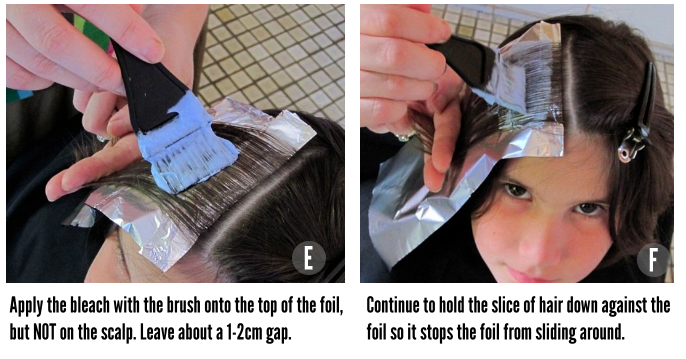 E
F
Apply the bleach with the brush onto the top of the foil,
but NOT on the scalp. Leave about a 1-2cm gap.
Continue to hold the slice of hair down against the
foil so it stops the foil from sliding around.